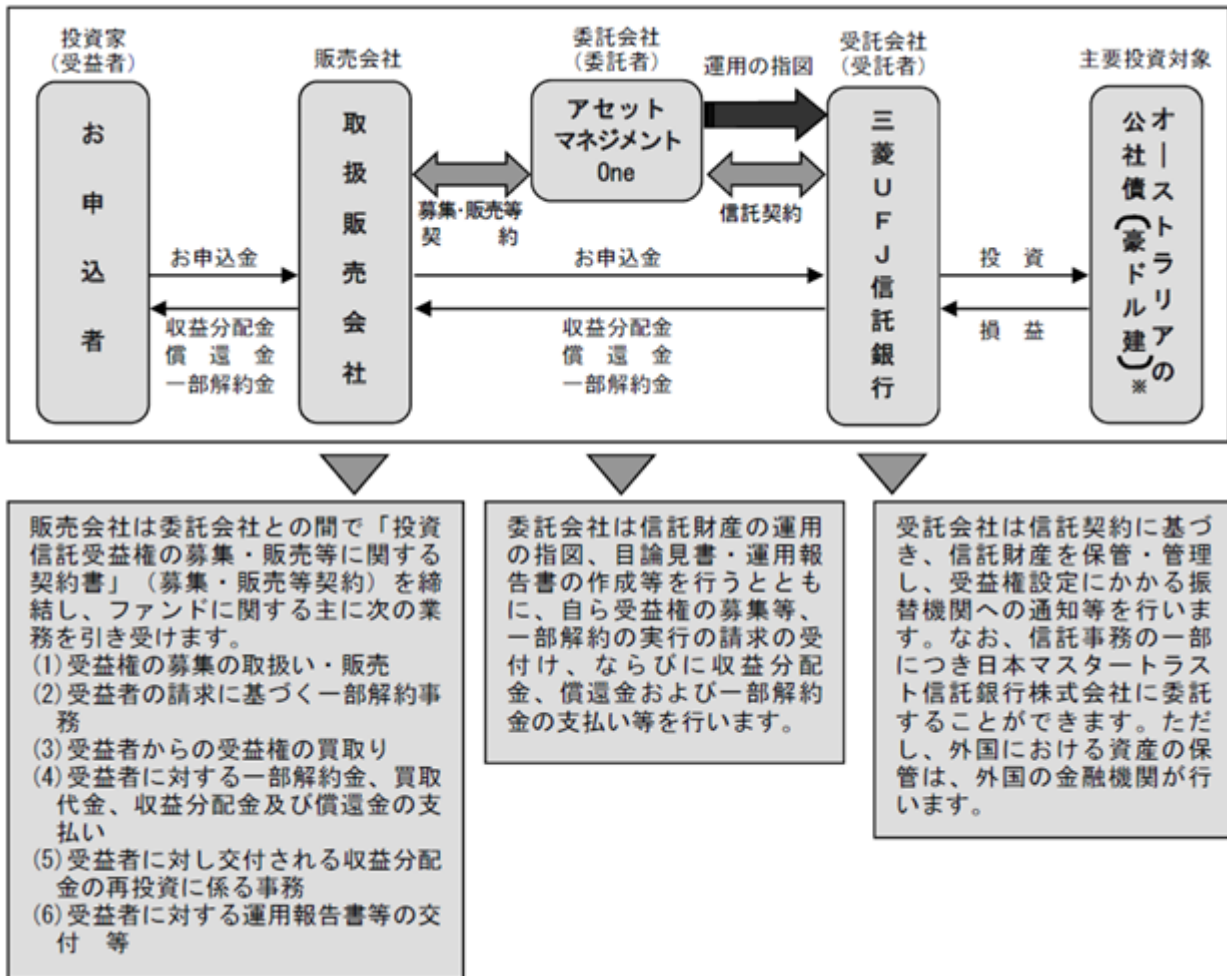 投資家
（受益者）
お申込者
販売会社
取扱販売会社
委託会社
（委託者）
アセット
マネジメント
One
運用の指図
受託会社
（受託者）
三菱UFJ信託銀行
主要投資対象
オーストラリアの
公社債（豪ドル建）※
募集・販売等
契　　約
信託契約
お申込金
収益分配金
償　還　金
一部解約金
お申込金
収益分配金
償　還　金
一部解約金
投　資
損　益
販売会社は委託会社との間で「投資
信託受益権の募集・販売等に関する
契約書」（募集・販売等契約）を締
結し、ファンドに関する主に次の業
務を引き受けます。
(1)受益権の募集の取扱い・販売
(2)受益者の請求に基づく一部解約事
務
(3)受益者からの受益権の買取り
(4)受益者に対する一部解約金、買取
代金、収益分配金及び償還金の支
払い
(5)受益者に対し交付される収益分配
金の再投資に係る事務
(6)受益者に対する運用報告書等の交
付　等
委託会社は信託財産の運用
の指図、目論見書・運用報
告書の作成等を行うととも
に、自ら受益権の募集等、
一部解約の実行の請求の受
付け、ならびに収益分配
金、償還金および一部解約
金の支払い等を行います。
受託会社は信託契約に基づ
き、信託財産を保管・管理
し、受益権設定にかかる振
替機関への通知等を行いま
す。なお、信託事務の一部
につき日本マスタートラス
ト信託銀行株式会社に委託
することができます。ただ
し、外国における資産の保
管は、外国の金融機関が行
います。